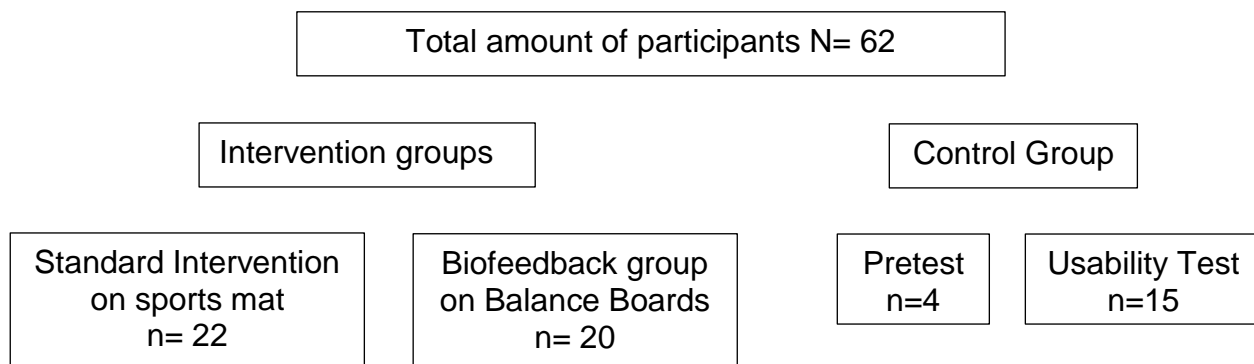 Total amount of participants N= 62
Intervention groups
Control Group
Standard Intervention
on sports mat
n= 22
Biofeedback group
on Balance Boards
n= 20
Pretest
n=4
Usability Test
n=15